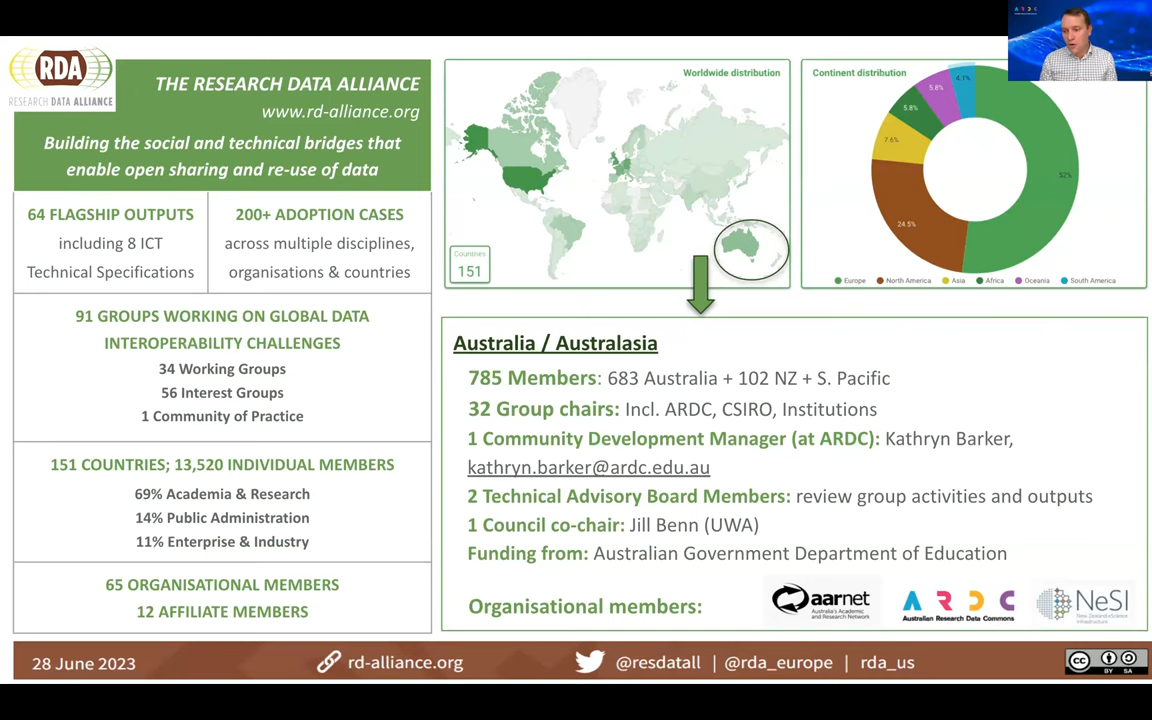 RDA
RESEARCH DATA ALLIANCE
THE RESEARCH DATA ALLIANCE
www.rd-alliance.org
Building the social and technical bridges that
enable open sharing and re-use of data
64 FLAGSHIP OUTPUTS
including 8 ICT
Technical Specifications
200+ ADOPTION CASES
across multiple disciplines,
organisations & countries
91 GROUPS WORKING ON GLOBAL DATA
INTEROPERABILITY CHALLENGES
34 Working Groups
56 Interest Groups
1 Community of Practice
151 COUNTRIES; 13,520 INDIVIDUAL MEMBERS
69% Academia & Research
14% Public Administration
11% Enterprise & Industry
65 ORGANISATIONAL MEMBERS
12 AFFILIATE MEMBERS
Worldwide distribution
Countries
151
Continent distribution
4.1%
5.8%
5.8%
7.6%
24.5%
52%
Europe
North America
Asia
Africa
Oceania
South America
ARDC
Australia / Australasia
785 Members: 683 Australia + 102 NZ + S. Pacific
32 Group chairs: Incl. ARDC, CSIRO, Institutions
1 Community Development Manager (at ARDC): Kathryn Barker,
kathryn.barker@ardc.edu.au
2 Technical Advisory Board Members: review group activities and outputs
1 Council co-chair: Jill Benn (UWA)
Funding from: Australian Government Department of Education
Organisational members:
aarnet
Australia's Academic
and Research Network
ARDC
Australian Research Data Commons
NeSI
New Zealand eScience
Infrastructure
28 June 2023
rd-alliance.org
@resdatall | @rda_europe | rda_us
CC
BY SA